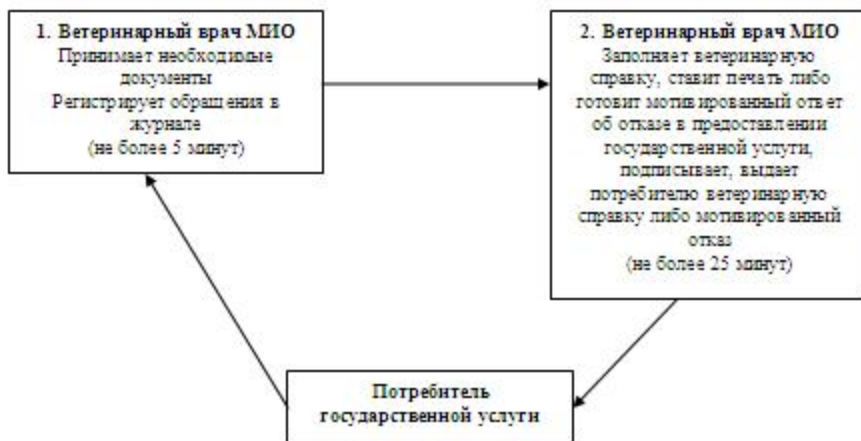 1. Ветеринарный врач МИО
Принимает необходимые
документы
Регистрирует обращения в
журнале
(не более 5 минут)
2. Ветеринарный врач МИО
Заполняет ветеринарную
справку, ставит печать либо
готовит мотивированный ответ
об отказе в предоставлении
государственной услуги,
подписывает, выдает
потребителю ветеринарную
справку либо мотивированный
отказ
(не более 25 минут)
Потребитель
государственной услуги